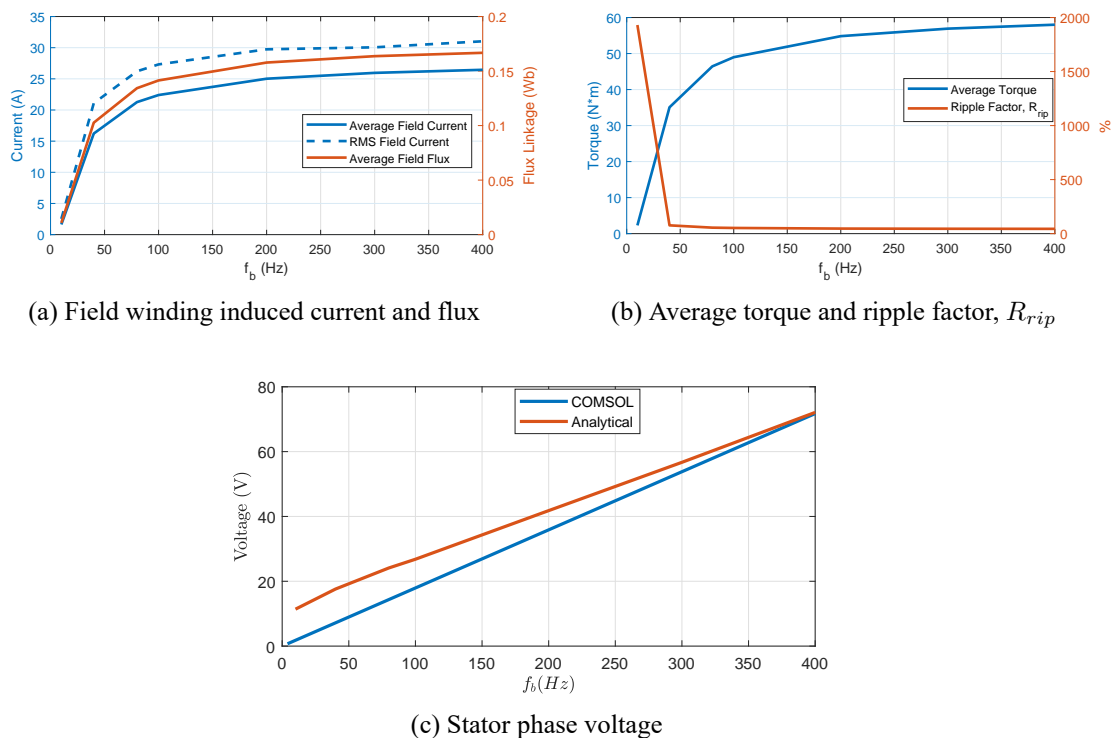 35
30
25
20
15
10
5
0
Current (A)
0.2
0.15
0.1
0.05
0
Flux Linkage (Wb)
Average Field Current
RMS Field Current
Average Field Flux
0 50 100 150 200 250 300 350 400
f_b (Hz)
(a) Field winding induced current and flux
60
50
40
30
20
10
0
Torque (N*m)
2000
1500
1000
500
0
%
Average Torque
Ripple Factor, R_rip
0 50 100 150 200 250 300 350 400
f_b (Hz)
(b) Average torque and ripple factor, R_rip
80
60
40
20
0
Voltage (V)
COMSOL
Analytical
0 50 100 150 200 250 300 350 400
f_b(Hz)
(c) Stator phase voltage